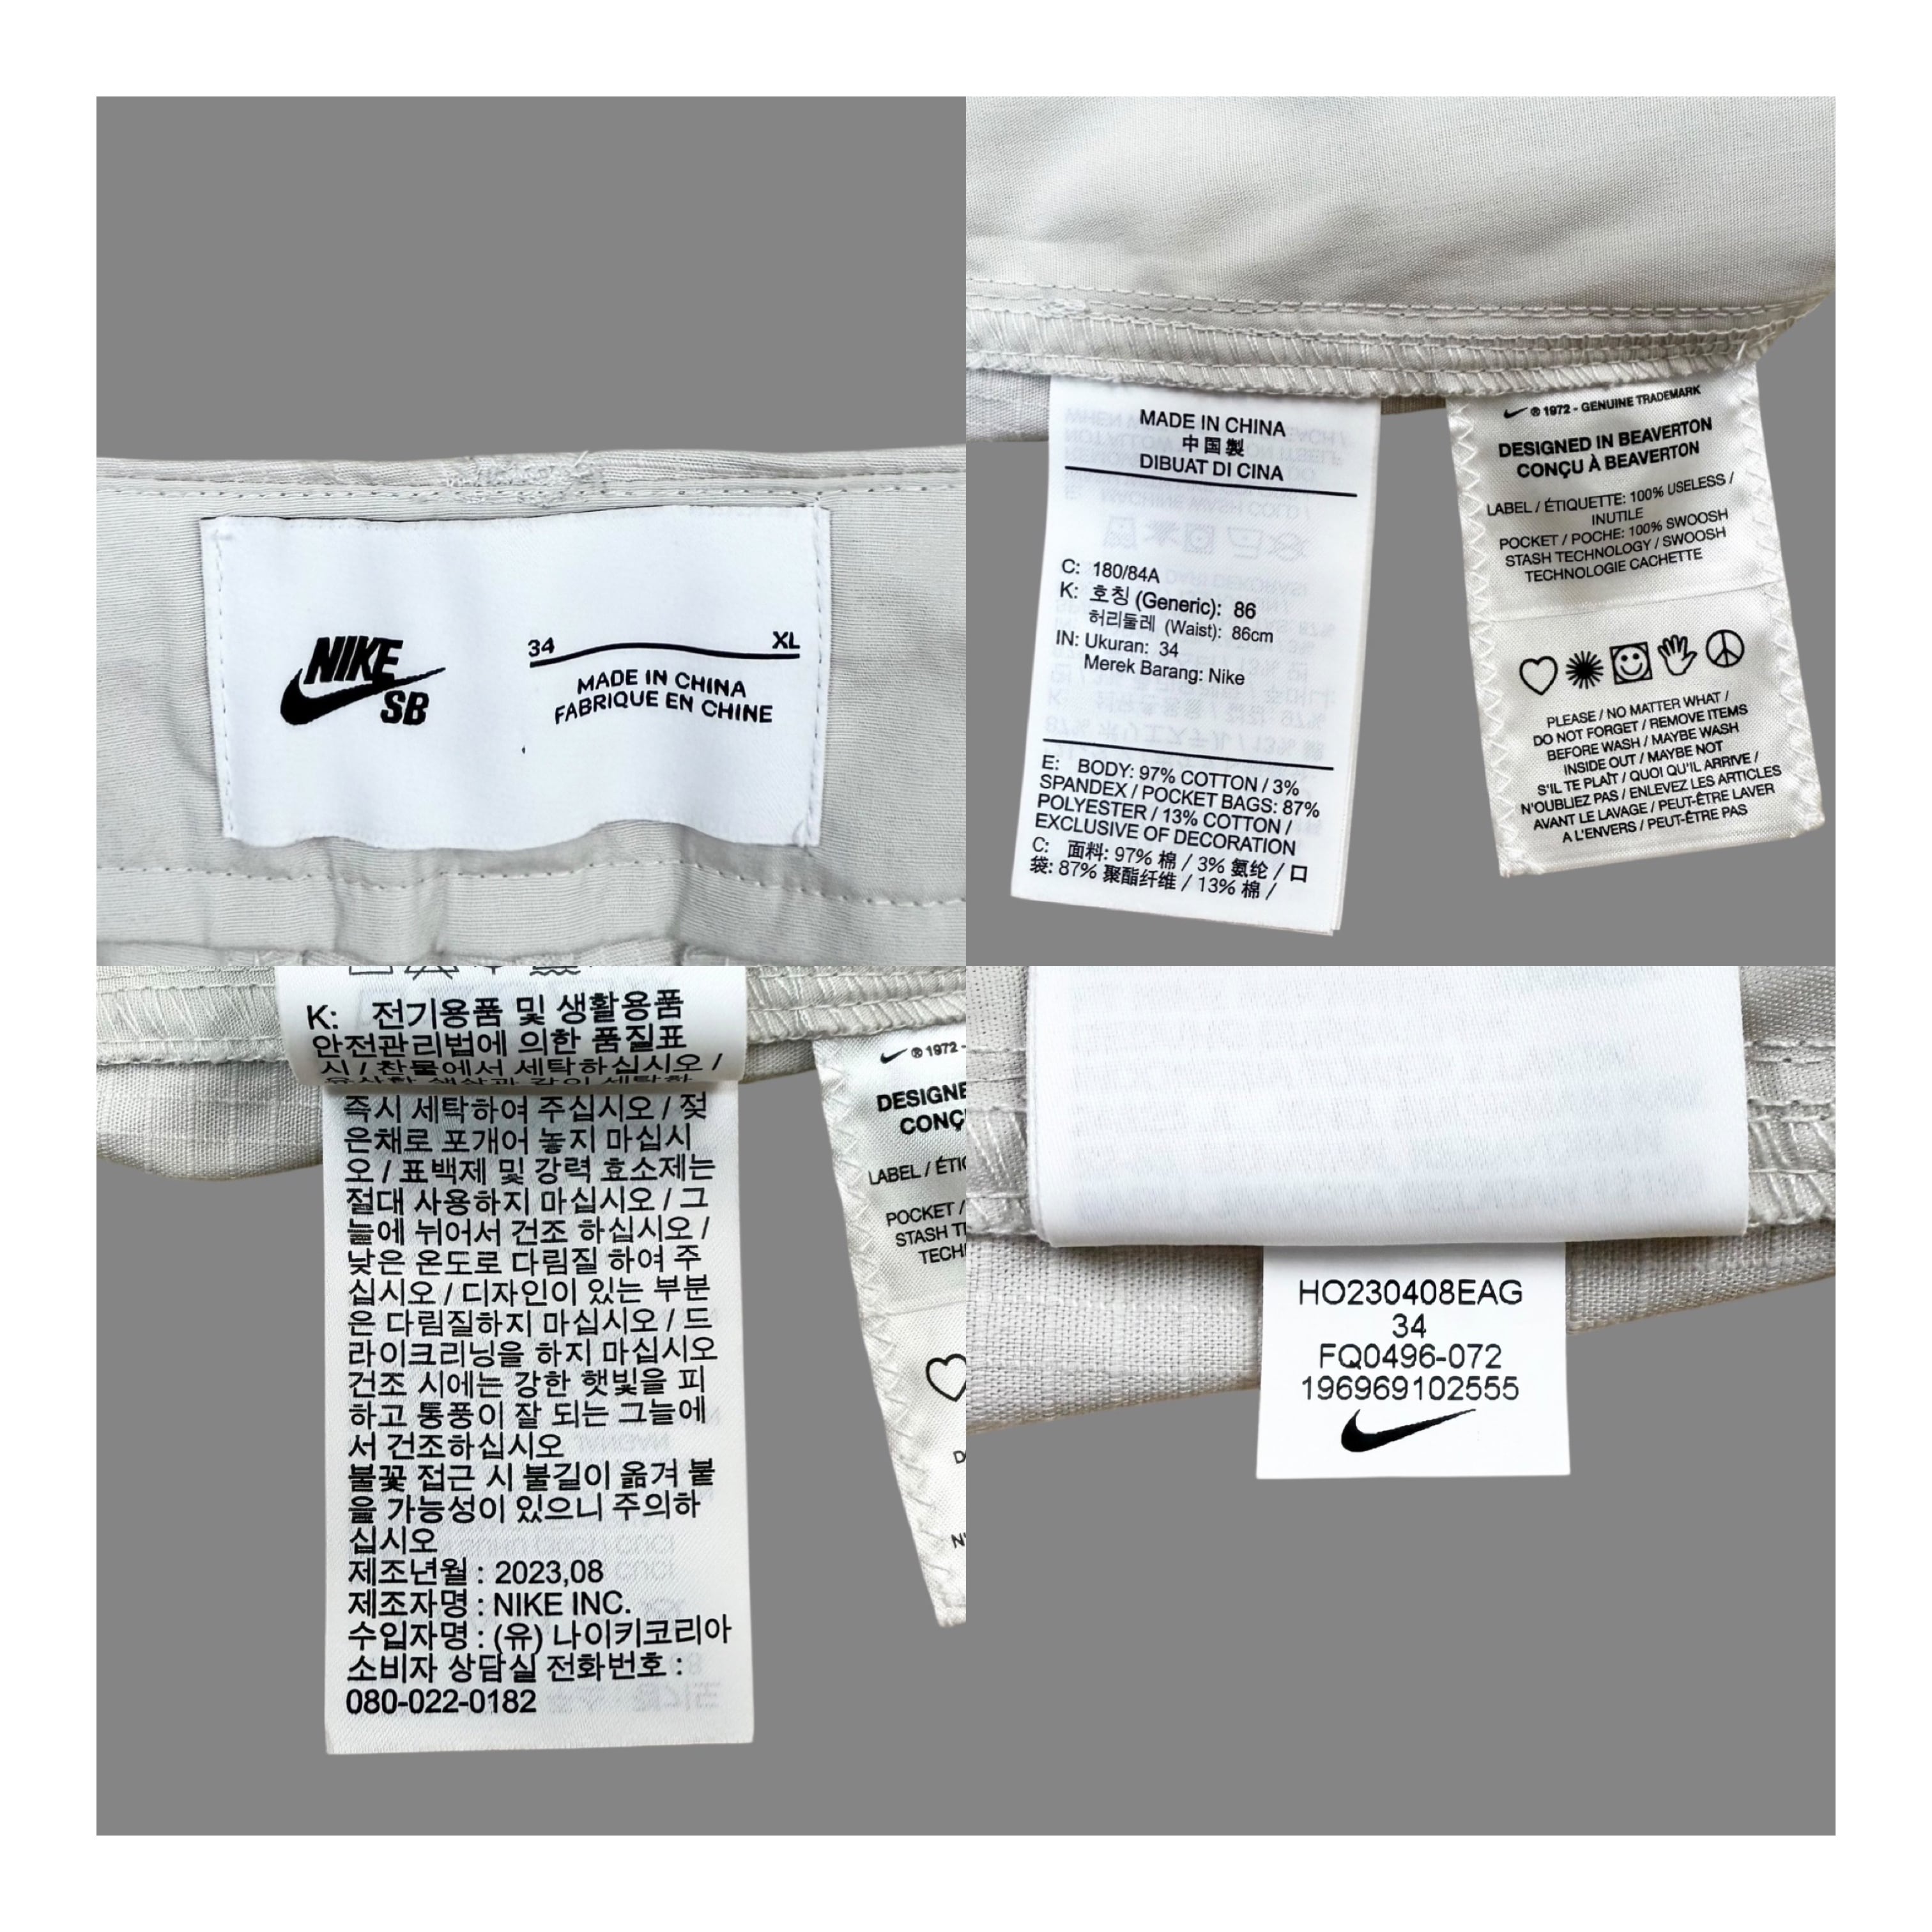 NIKE
SB
34 XL
MADE IN CHINA
FABRIQUE EN CHINE
MADE IN CHINA
中国製
DIBUAT DI CINA
C: 180/84A
K: 호칭 (Generic): 86
허리둘레 (Waist): 86cm
IN: Ukuran: 34
Merek Barang: Nike
E: BODY: 97% COTTON / 3%
SPANDEX / POCKET BAGS: 87%
POLYESTER / 13% COTTON /
EXCLUSIVE OF DECORATION
C: 面料: 97% 棉 / 3% 氨纶 / 口
袋: 87% 聚酯纤维 / 13% 棉 /
® 1972 - GENUINE TRADEMARK
DESIGNED IN BEAVERTON
CONÇU À BEAVERTON
LABEL / ÉTIQUETTE: 100% USELESS /
INUTILE
POCKET / POCHE: 100% SWOOSH
STASH TECHNOLOGY / SWOOSH
TECHNOLOGIE CACHETTE
PLEASE / NO MATTER WHAT /
DO NOT FORGET / REMOVE ITEMS
BEFORE WASH / MAYBE WASH
INSIDE OUT / MAYBE NOT
S'IL TE PLAÎT / QUOI QU'IL ARRIVE /
N'OUBLIEZ PAS / ENLEVEZ LES ARTICLES
AVANT LE LAVAGE / PEUT-ÊTRE LAVER
A L'ENVERS / PEUT-ÊTRE PAS
K: 전기용품 및 생활용품
안전관리법에 의한 품질표
시 / 찬물에서 세탁하십시오 /
즉시 세탁하여 주십시오 / 젖
은채로 포개어 놓지 마십시
오 / 표백제 및 강력 효소제는
절대 사용하지 마십시오 / 그
늘에 뉘어서 건조 하십시오 /
낮은 온도로 다림질 하여 주
십시오 / 디자인이 있는 부분
은 다림질하지 마십시오 / 드
라이크리닝을 하지 마십시오
건조 시에는 강한 햇빛을 피
하고 통풍이 잘 되는 그늘에
서 건조하십시오
불꽃 접근 시 불길이 옮겨 붙
을 가능성이 있으니 주의하
십시오
제조년월 : 2023,08
제조자명 : NIKE INC.
수입자명 : (유) 나이키코리아
소비자 상담실 전화번호 :
080-022-0182
® 1972 -
DESIGNE
CONÇ
LABEL / ÉTIQ
POCKET /
STASH TE
TECH
HO230408EAG
34
FQ0496-072
196969102555